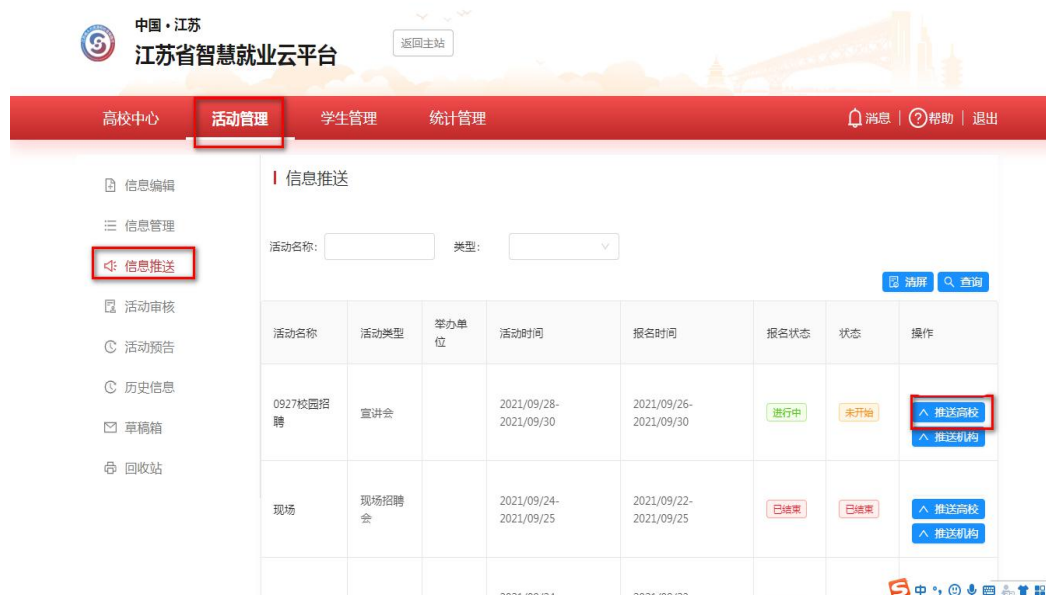 中国·江苏
江苏省智慧就业云平台
返回主站
高校中心 活动管理 学生管理 统计管理 消息 | ?帮助 | 退出
信息编辑
信息管理
信息推送
活动审核
活动预告
历史信息
草稿箱
回收站
信息推送
活动名称: 类型:
清屏 查询
活动名称 活动类型 举办单位 活动时间 报名时间 报名状态 状态 操作
0927校园招聘 宣讲会 2021/09/28-2021/09/30 2021/09/26-2021/09/30 进行中 未开始 推送高校
推送机构
现场 现场招聘会 2021/09/24-2021/09/25 2021/09/22-2021/09/25 已结束 已结束 推送高校
推送机构
中